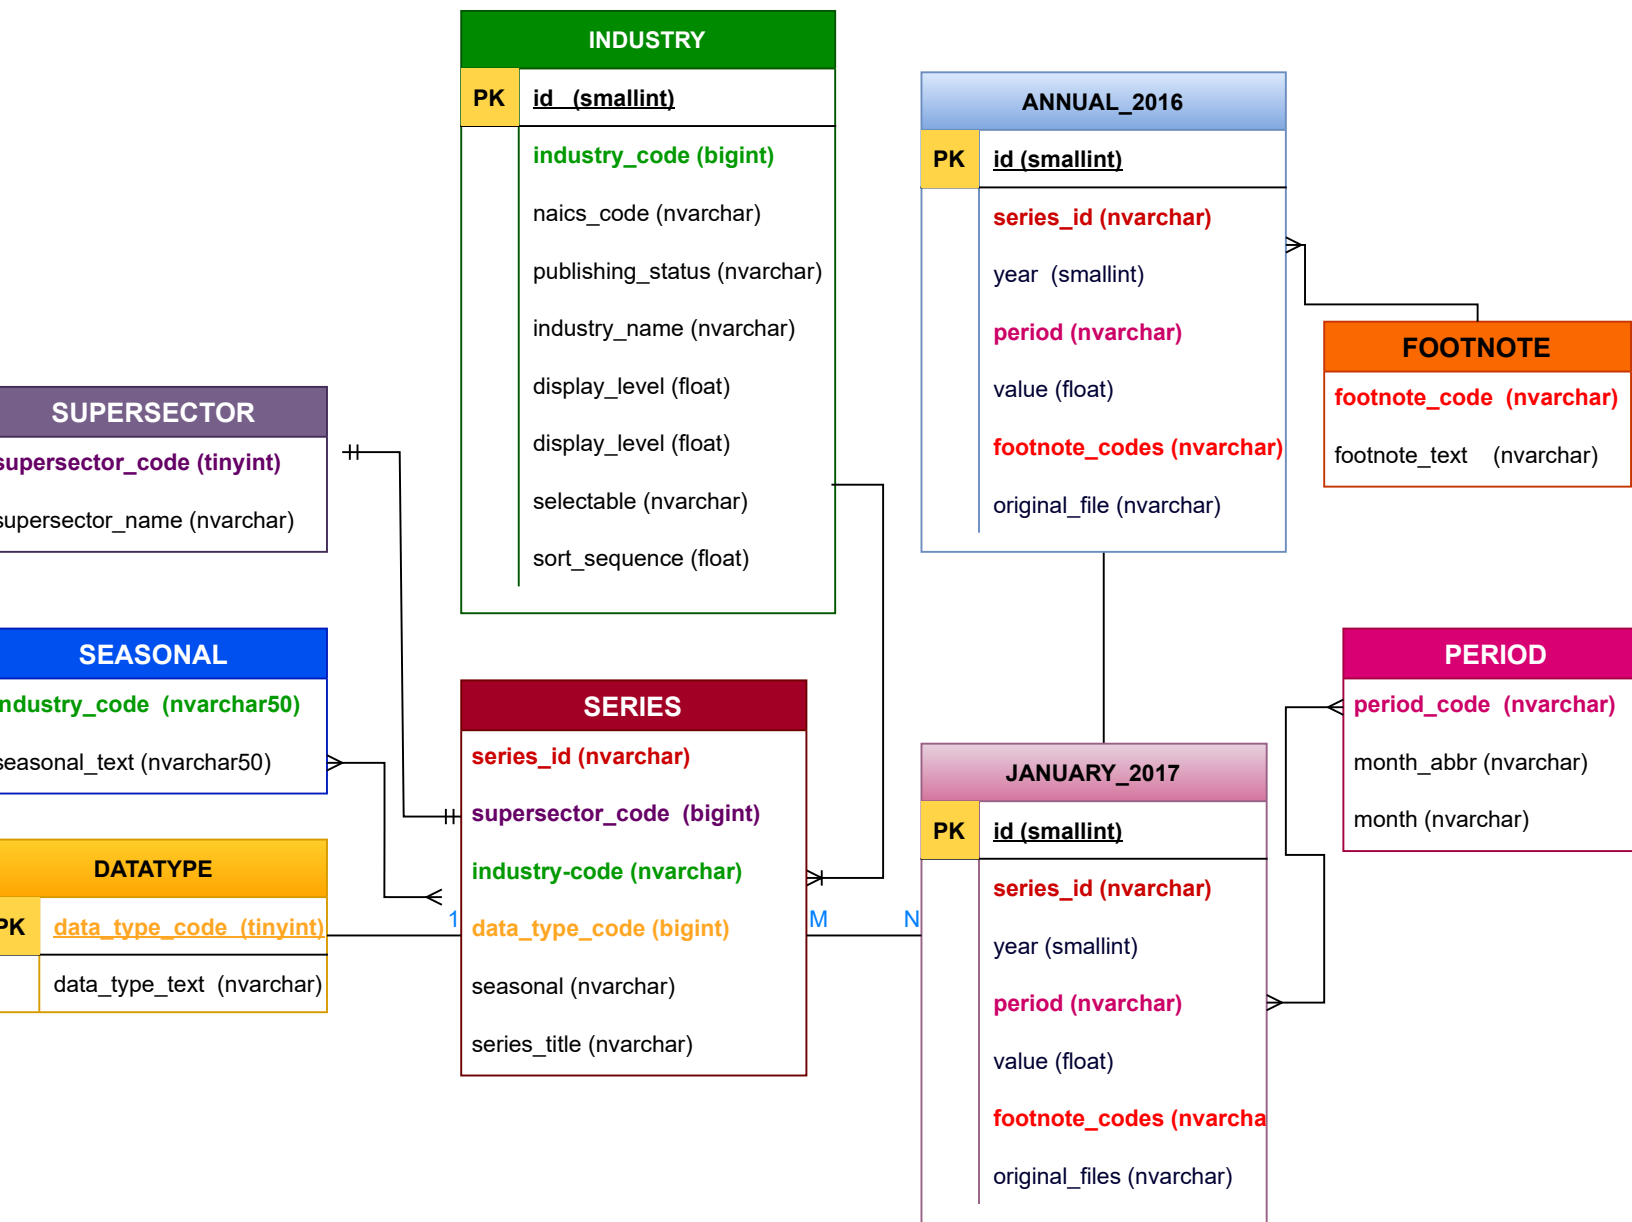 INDUSTRY
PK id (smallint)
industry_code (bigint)
naics_code (nvarchar)
publishing_status (nvarchar)
industry_name (nvarchar)
display_level (float)
display_level (float)
selectable (nvarchar)
sort_sequence (float)
ANNUAL_2016
PK id (smallint)
series_id (nvarchar)
year (smallint)
period (nvarchar)
value (float)
footnote_codes (nvarchar)
original_file (nvarchar)
FOOTNOTE
footnote_code (nvarchar)
footnote_text (nvarchar)
SUPERSECTOR
supersector_code (tinyint)
supersector_name (nvarchar)
SEASONAL
ndustry_code (nvarchar50)
seasonal_text (nvarchar50)
DATATYPE
PK data_type_code (tinyint)
data_type_text (nvarchar)
SERIES
series_id (nvarchar)
supersector_code (bigint)
industry-code (nvarchar)
1 data_type_code (bigint) M N
seasonal (nvarchar)
series_title (nvarchar)
JANUARY_2017
PK id (smallint)
series_id (nvarchar)
year (smallint)
period (nvarchar)
value (float)
footnote_codes (nvarcha
original_files (nvarchar)
PERIOD
period_code (nvarchar)
month_abbr (nvarchar)
month (nvarchar)